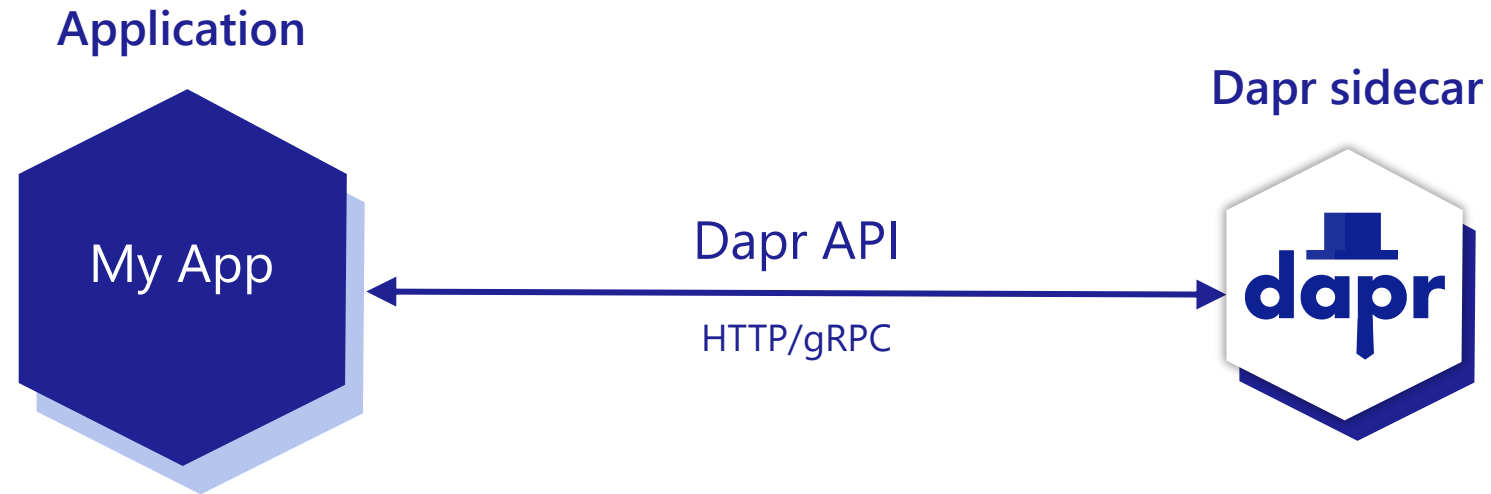 Application
Dapr sidecar
My App
Dapr API
HTTP/gRPC
dapr